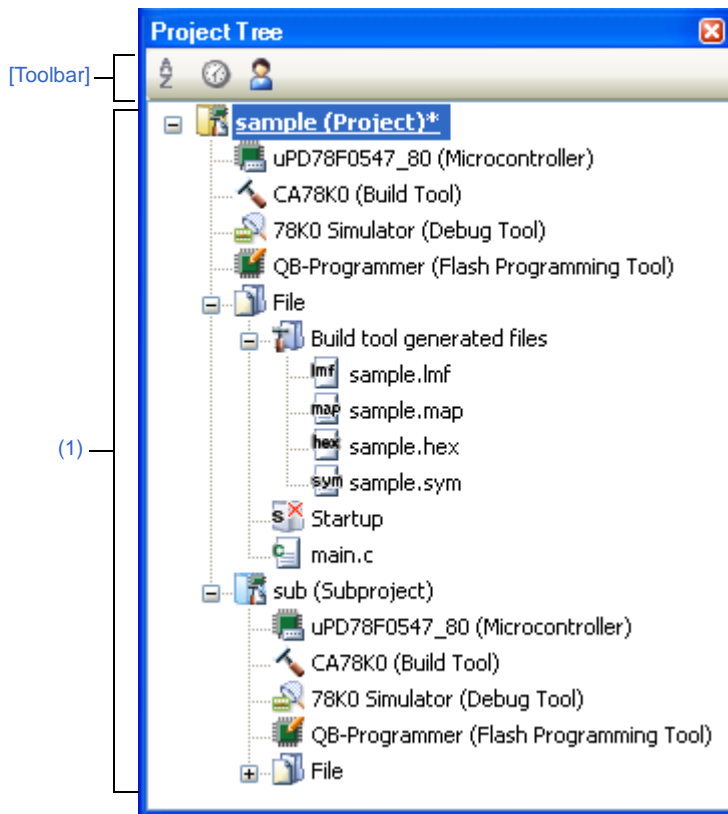 Project Tree
[Toolbar]
(1)
sample (Project)*
uPD78F0547_80 (Microcontroller)
CA78K0 (Build Tool)
78K0 Simulator (Debug Tool)
QB-Programmer (Flash Programming Tool)
File
Build tool generated files
lmf sample.lmf
map sample.map
hex sample.hex
sym sample.sym
S Startup
C main.c
sub (Subproject)
uPD78F0547_80 (Microcontroller)
CA78K0 (Build Tool)
78K0 Simulator (Debug Tool)
QB-Programmer (Flash Programming Tool)
File